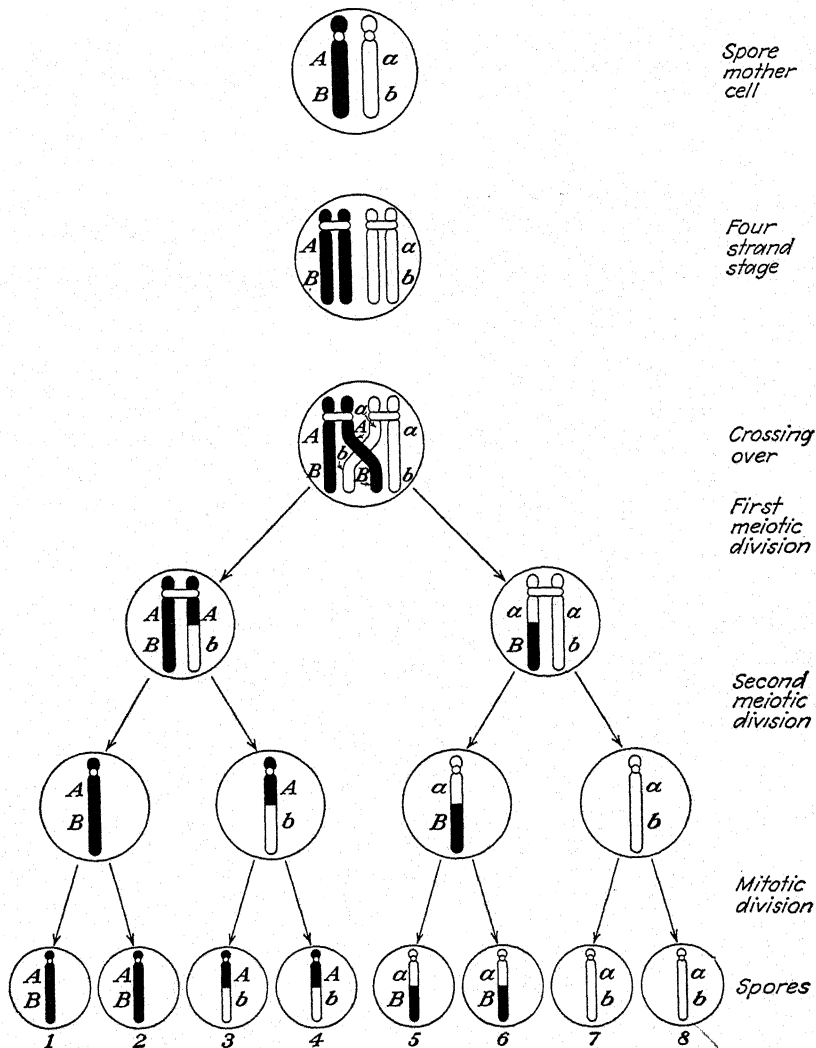 A a
B b
Spore
mother
cell
A a
B b
Four
strand
stage
a
A A a
b
B B b
Crossing
over
First
meiotic
division
A A a a
B b B b
Second
meiotic
division
A A a a
B b B b
Mitotic
division
A A A A a a a a
B B b b B B b b
Spores
1 2 3 4 5 6 7 8